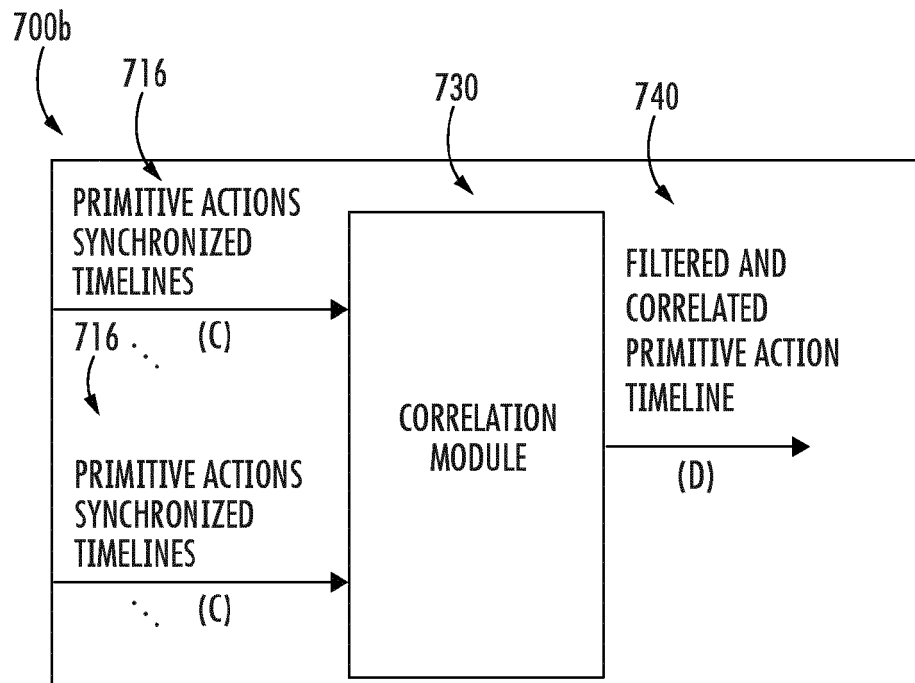 700b
716
730
740
PRIMITIVE ACTIONS
SYNCHRONIZED
TIMELINES
(C)
716
PRIMITIVE ACTIONS
SYNCHRONIZED
TIMELINES
(C)
CORRELATION
MODULE
FILTERED AND
CORRELATED
PRIMITIVE ACTION
TIMELINE
(D)